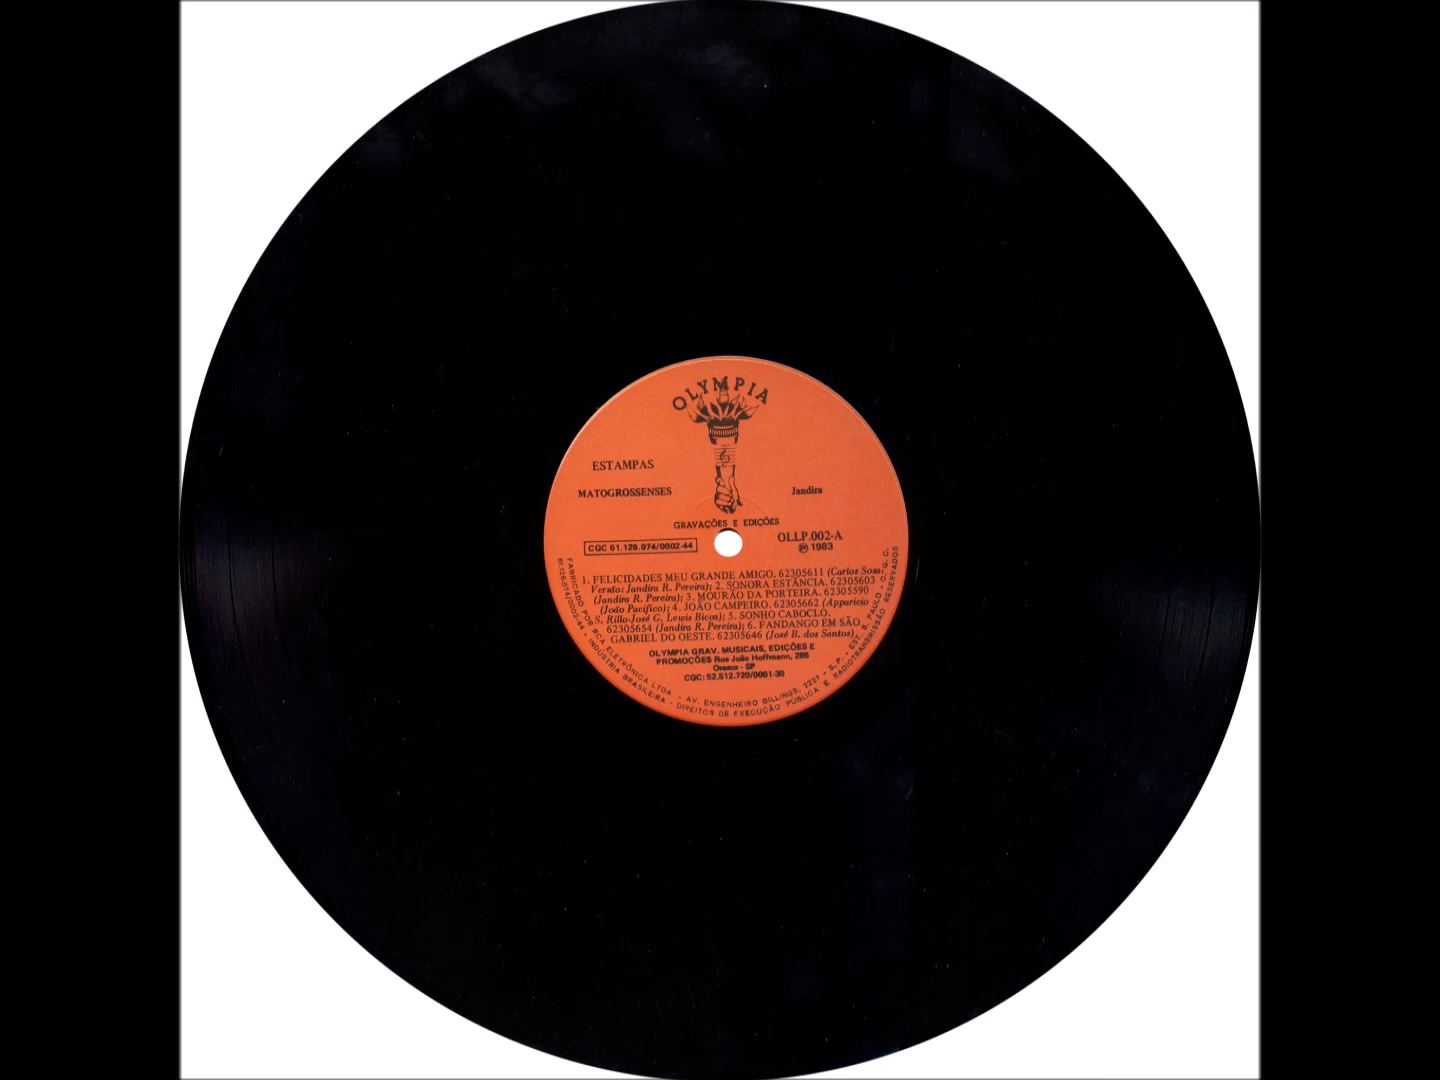 OLYMPIA
ESTAMPAS
MATOGROSSENSES
Jandira
GRAVAÇÕES E EDIÇÕES
CGC 61.126.074/0002-44
OLLP.002-A
℗ 1983
1. FELICIDADES MEU GRANDE AMIGO. 62305611 (Carlos Sosa-
Versão: Jandira R. Pereira); 2. SONORA ESTÂNCIA. 62305603
(Jandira R. Pereira); 3. MOURÃO DA PORTEIRA. 62305590
(João Pacífico); 4. JOÃO CAMPEIRO. 62305662 (Apparicio
S. Rillo-José G. Lewis Bicca); 5. SONHO CABOCLO.
62305654 (Jandira R. Pereira); 6. FANDANGO EM SÃO
GABRIEL DO OESTE. 62305646 (José B. dos Santos)
OLYMPIA GRAV. MUSICAIS, EDIÇÕES E
PROMOÇÕES Rua João Hoffmann, 295
Osasco - SP
CGC: 52.512.720/0001-30
FABRICADO POR RCA ELETRÔNICA LTDA. - AV. ENGENHEIRO BILLINGS, 2227 - S.P. - EST. S. PAULO C.G.C.
61.126.074/0002-44 - INDÚSTRIA BRASILEIRA - DIREITOS DE EXECUÇÃO PÚBLICA E RADIOTRANSMISSÃO RESERVADOS